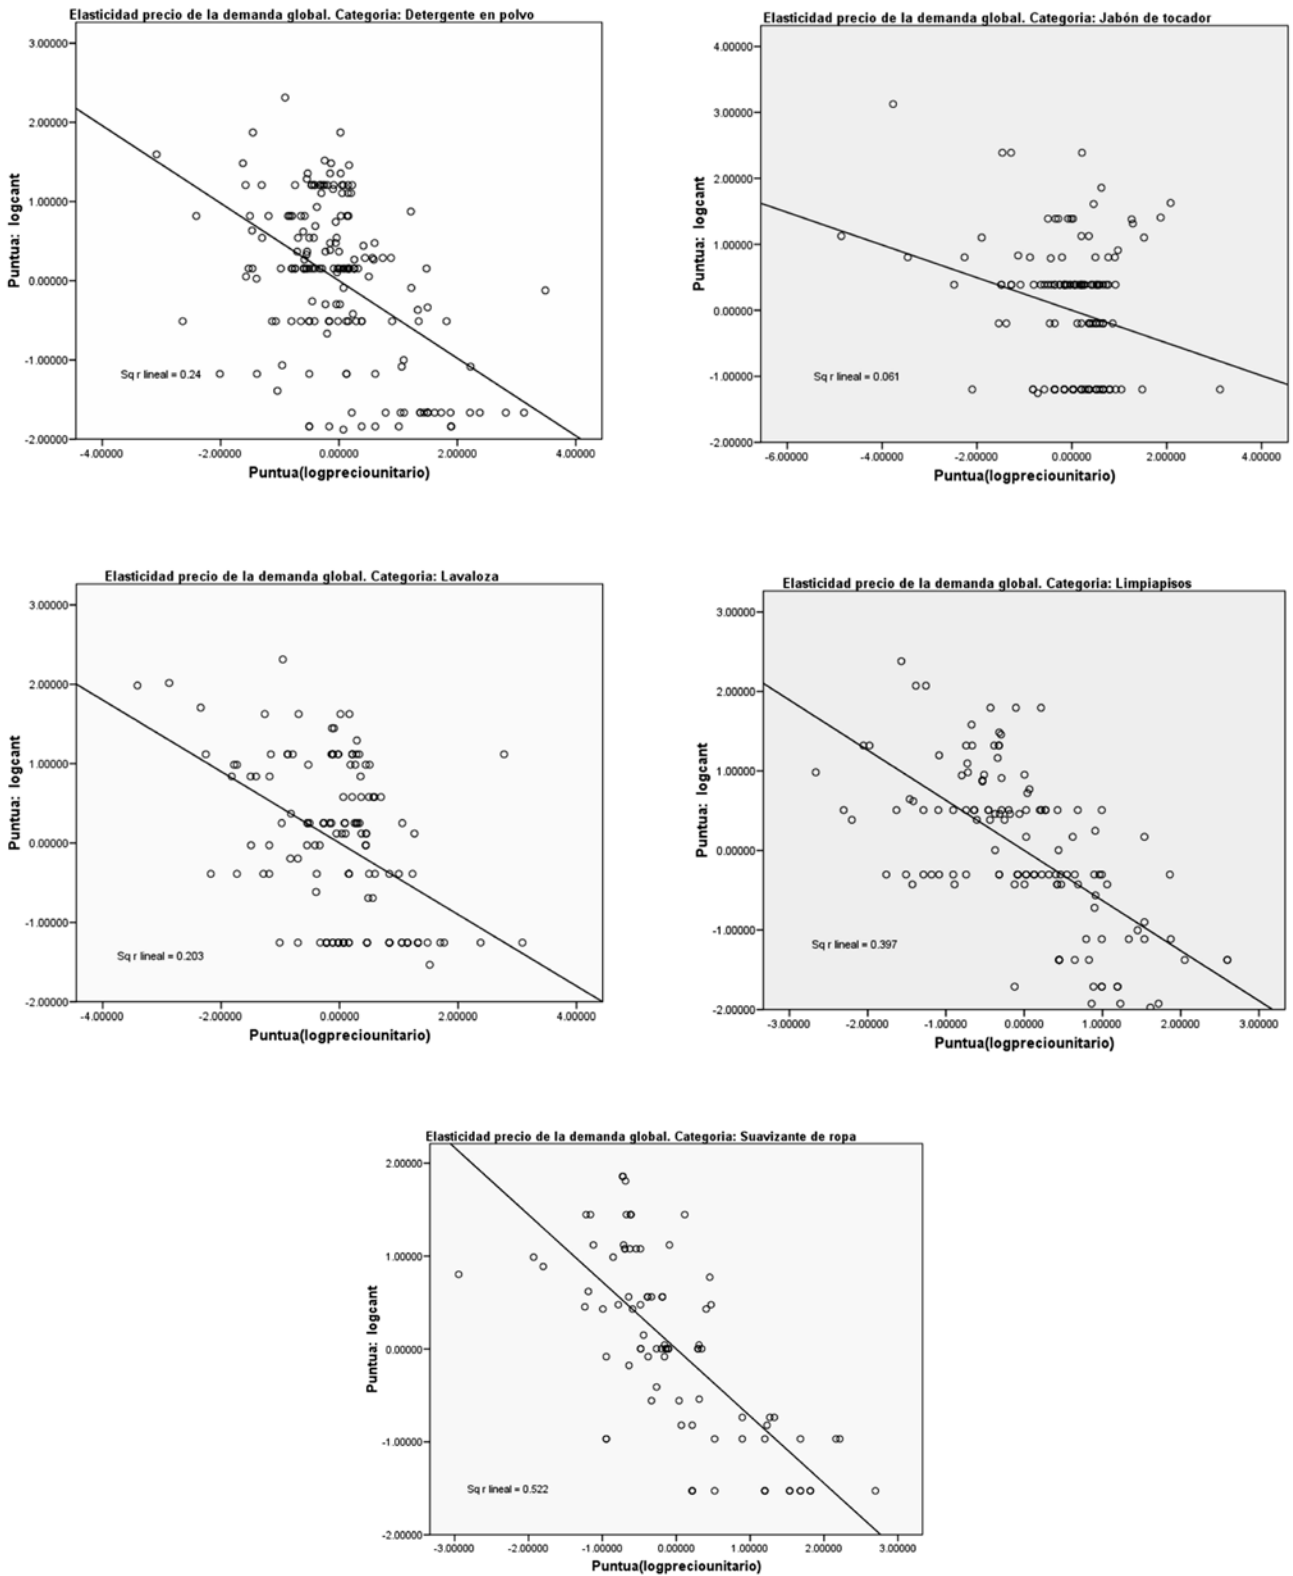 Elasticidad precio de la demanda global. Categoria: Detergente en polvo
3.00000
2.00000
1.00000
0.00000
-1.00000
-2.00000
Puntua: logcant
Sq r lineal = 0.24
-4.00000 -2.00000 0.00000 2.00000 4.00000
Puntua(logpreciounitario)
Elasticidad precio de la demanda global. Categoria: Jabón de tocador
4.00000
3.00000
2.00000
1.00000
0.00000
-1.00000
-2.00000
Puntua: logcant
Sq r lineal = 0.061
-6.00000 -4.00000 -2.00000 0.00000 2.00000 4.00000
Puntua(logpreciounitario)
Elasticidad precio de la demanda global. Categoria: Lavaloza
3.00000
2.00000
1.00000
0.00000
-1.00000
-2.00000
Puntua: logcant
Sq r lineal = 0.203
-4.00000 -2.00000 0.00000 2.00000 4.00000
Puntua(logpreciounitario)
Elasticidad precio de la demanda global. Categoria: Limpiapisos
3.00000
2.00000
1.00000
0.00000
-1.00000
-2.00000
Puntua: logcant
Sq r lineal = 0.397
-3.00000 -2.00000 -1.00000 0.00000 1.00000 2.00000 3.00000
Puntua(logpreciounitario)
Elasticidad precio de la demanda global. Categoria: Suavizante de ropa
2.00000
1.00000
0.00000
-1.00000
-2.00000
Puntua: logcant
Sq r lineal = 0.522
-3.00000 -2.00000 -1.00000 0.00000 1.00000 2.00000 3.00000
Puntua(logpreciounitario)